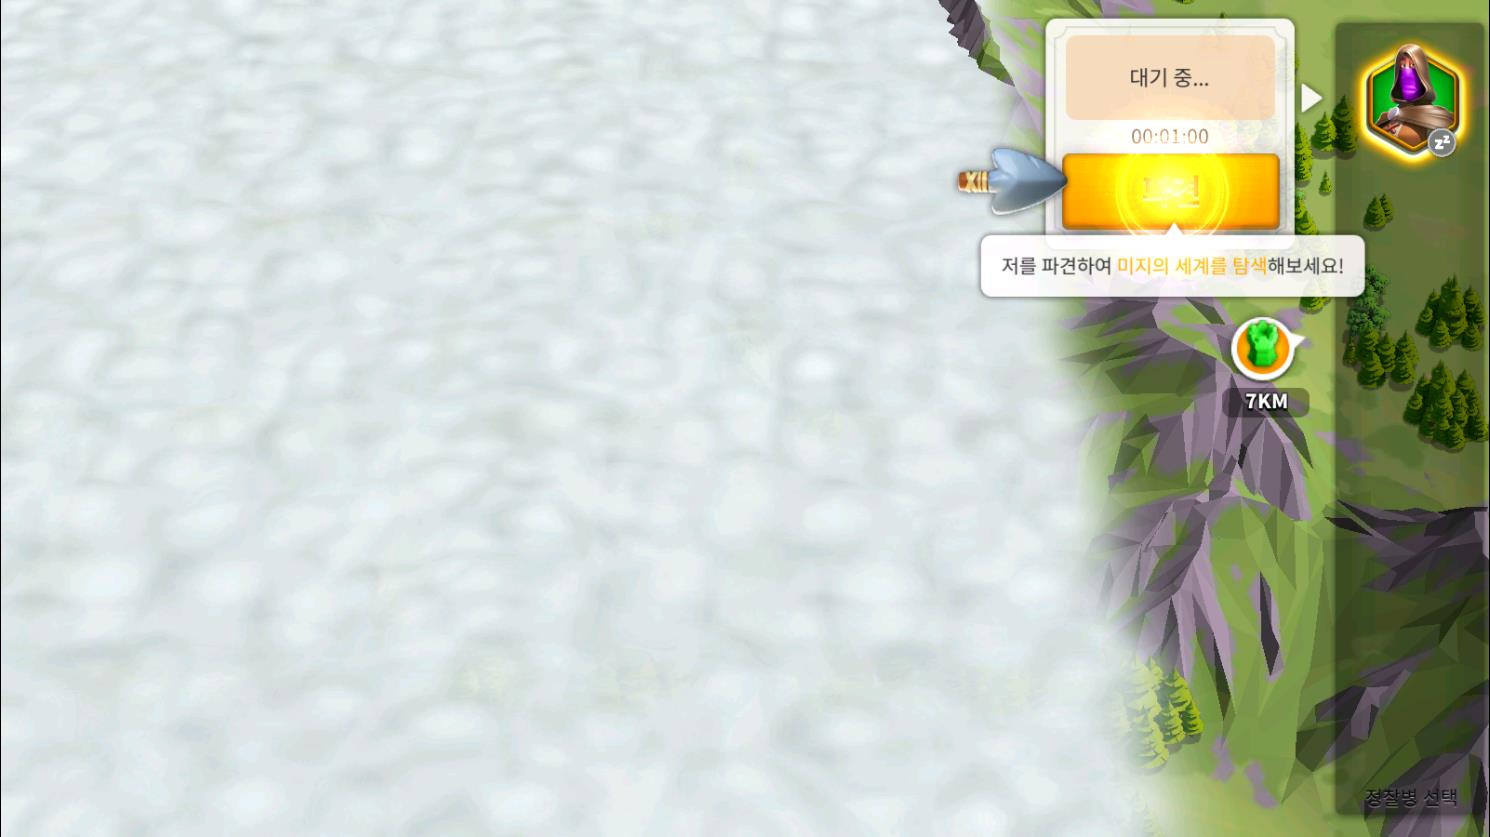 대기 중...
00:01:00
파견
저를 파견하여 미지의 세계를 탐색해보세요!
7KM
정찰병 선택